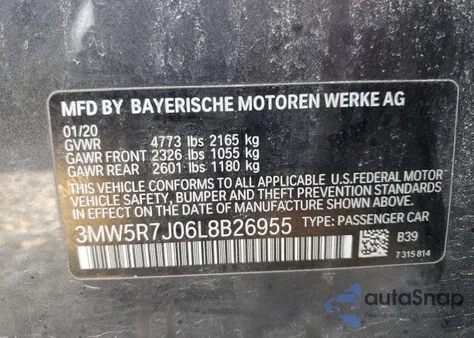 MFD BY BAYERISCHE MOTOREN WERKE AG
01/20
GVWR 4773 lbs 2165 kg
GAWR FRONT 2326 lbs 1055 kg
GAWR REAR 2601 lbs 1180 kg
THIS VEHICLE CONFORMS TO ALL APPLICABLE U.S.FEDERAL MOTOR
VEHICLE SAFETY, BUMPER AND THEFT PREVENTION STANDARDS
IN EFFECT ON THE DATE OF MANUFACTURE SHOWN ABOVE.
3MW5R7J06L8B26955 TYPE: PASSENGER CAR
B39
7 315 814
autoSnap